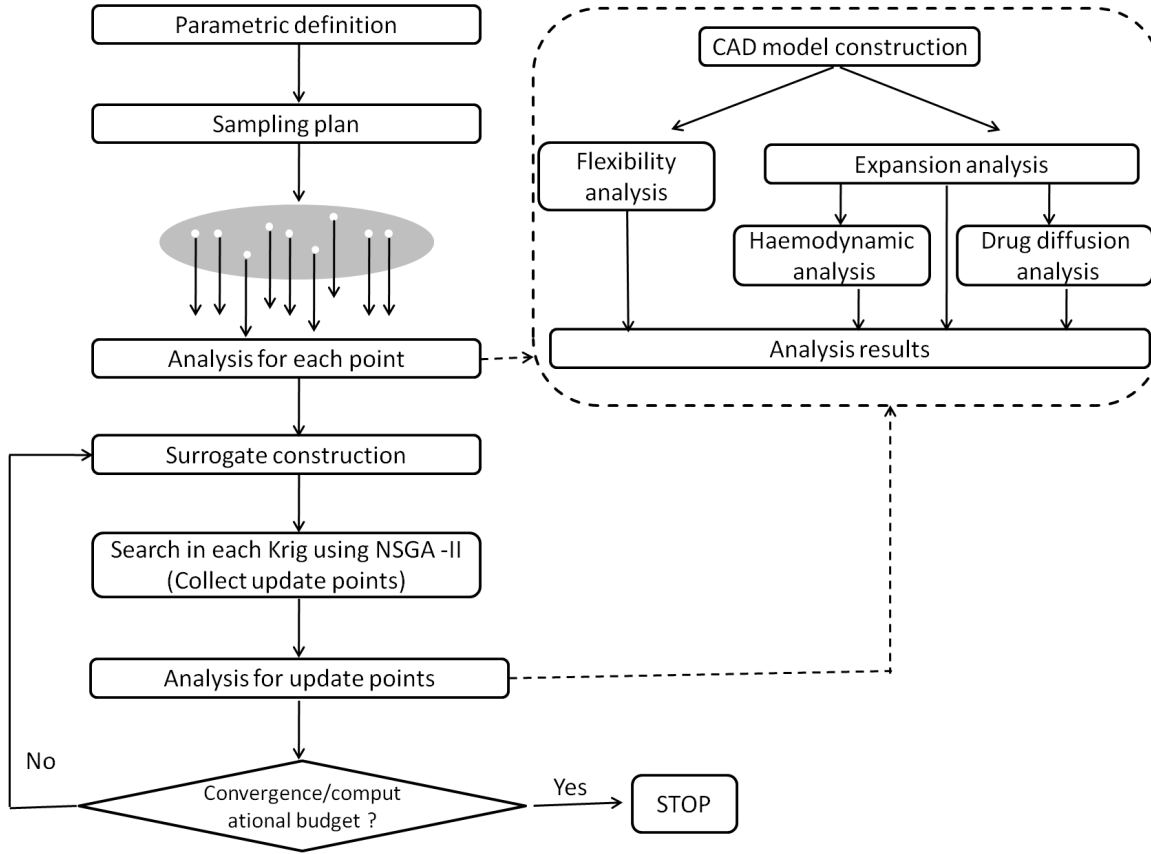 Parametric definition
Sampling plan
Analysis for each point
Surrogate construction
Search in each Krig using NSGA -II
(Collect update points)
Analysis for update points
No
Convergence/comput
ational budget ?
Yes
STOP
CAD model construction
Flexibility
analysis
Expansion analysis
Haemodynamic
analysis
Drug diffusion
analysis
Analysis results